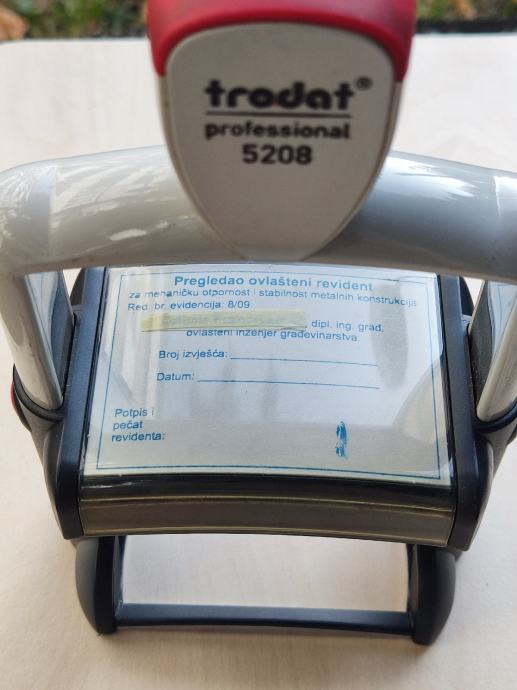 trodat®
professional
5208
Pregledao ovlašteni revident
za mehaničku otpornost i stabilnost metalnih konstrukcija
Red. br. evidencija: 8/09
dipl. ing. građ.
ovlašteni inženjer građevinarstva
Broj izvješća:
Datum:
Potpis i
pečat
revidenta: